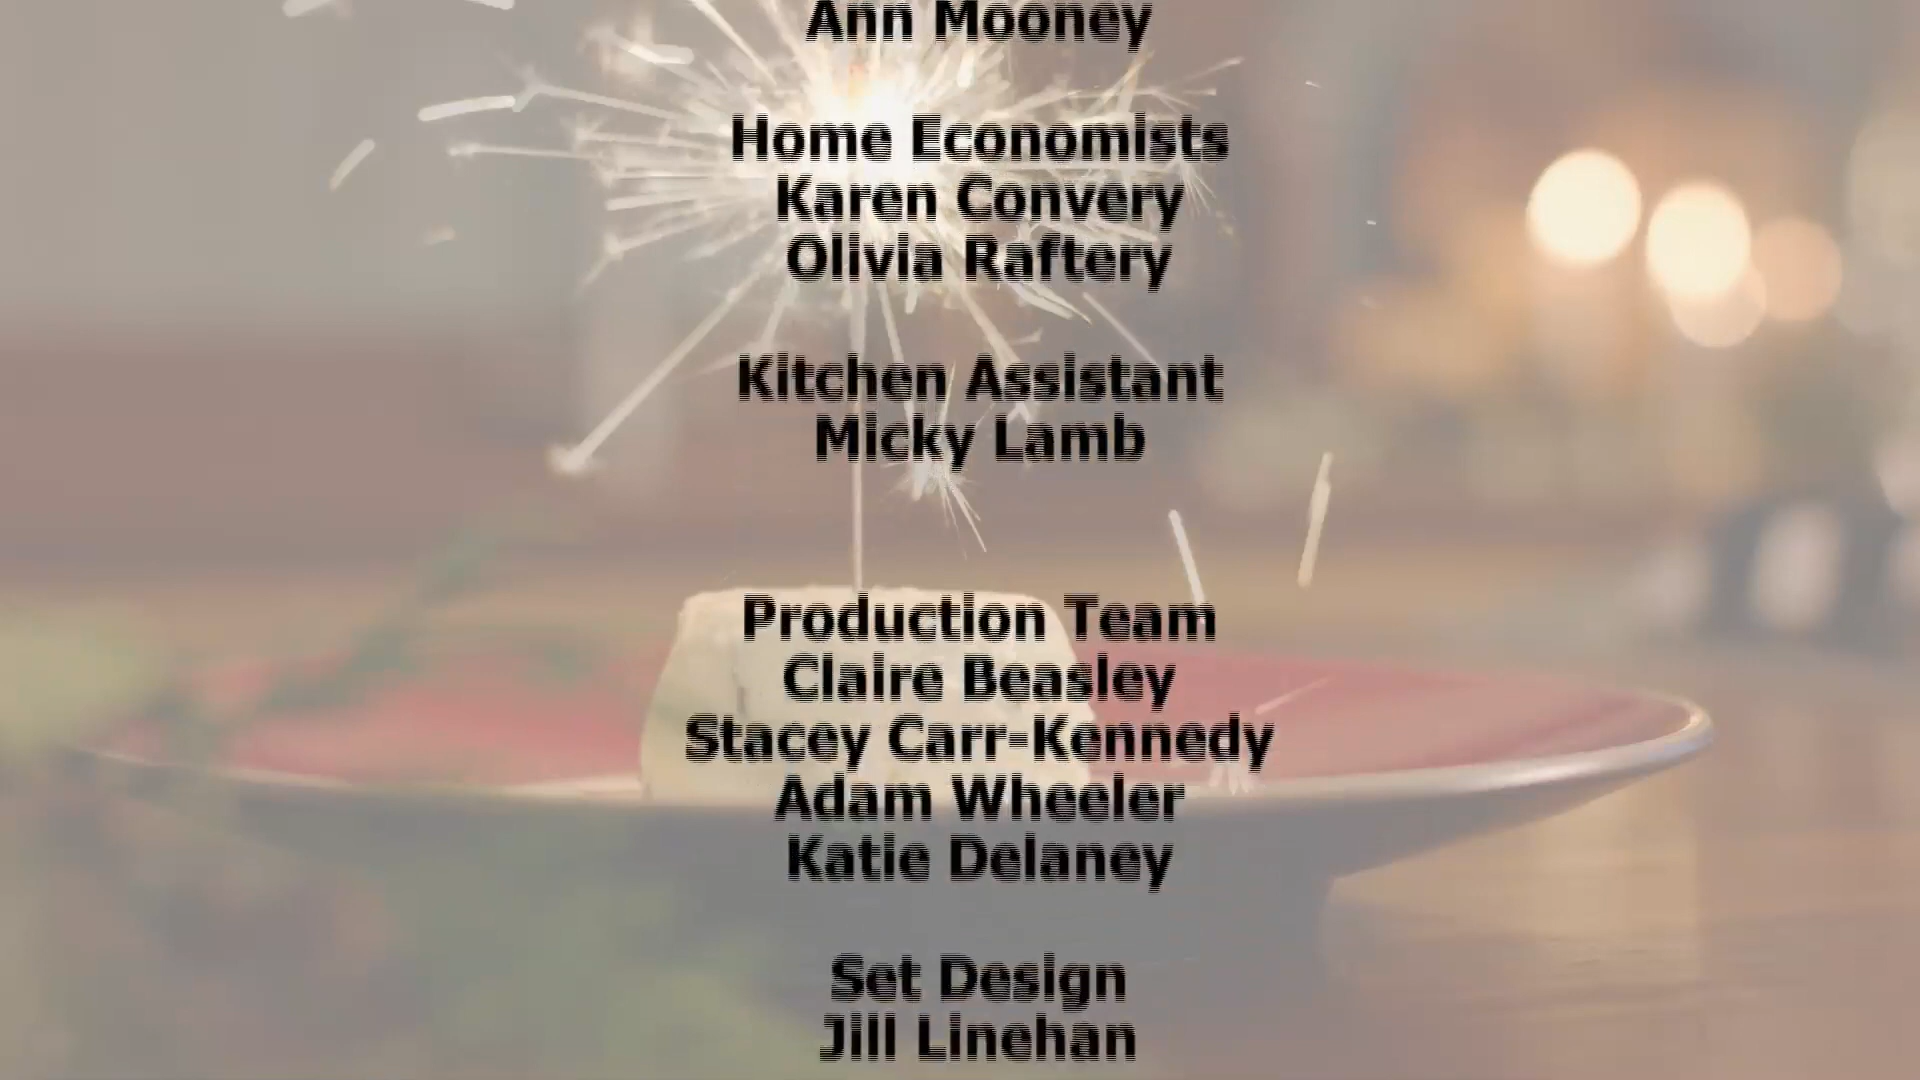 Ann Mooney
Home Economists
Karen Convery
Olivia Raftery
Kitchen Assistant
Micky Lamb
Production Team
Claire Beasley
Stacey Carr-Kennedy
Adam Wheeler
Katie Delaney
Set Design
Jill Linehan